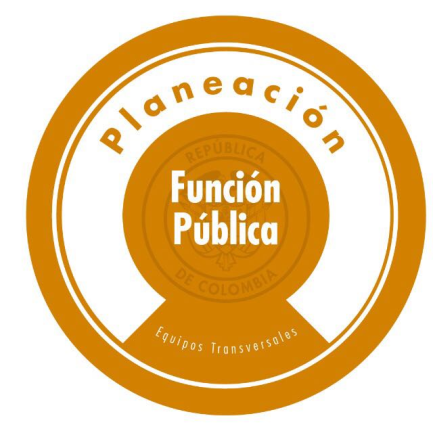 Planeación
REPÚBLICA
Función
Pública
DE COLOMBIA
Equipos Transversales